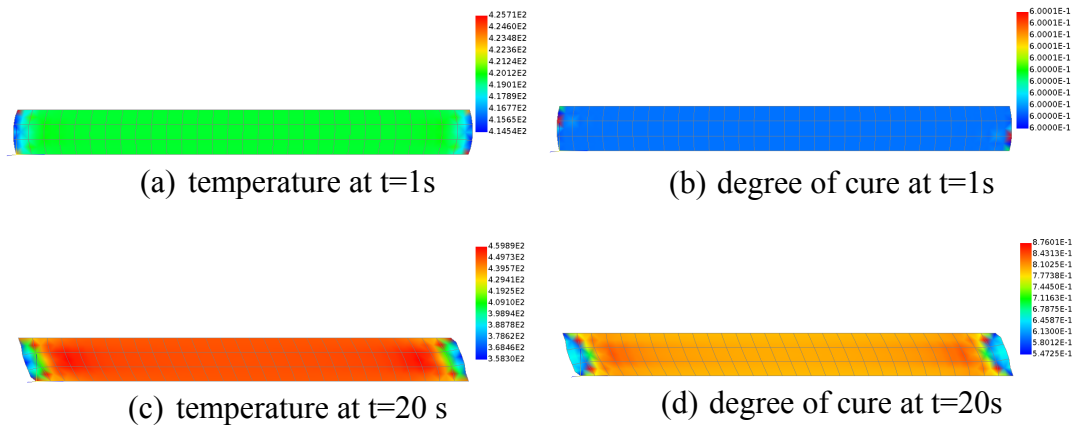 4.2571E2
4.2460E2
4.2348E2
4.2236E2
4.2124E2
4.2012E2
4.1901E2
4.1789E2
4.1677E2
4.1565E2
4.1454E2
(a) temperature at t=1s
6.0001E-1
6.0001E-1
6.0001E-1
6.0001E-1
6.0000E-1
6.0000E-1
6.0000E-1
6.0000E-1
6.0000E-1
6.0000E-1
(b) degree of cure at t=1s
4.5989E2
4.4973E2
4.3957E2
4.2941E2
4.1925E2
4.0910E2
3.9894E2
3.8878E2
3.7862E2
3.6846E2
3.5830E2
(c) temperature at t=20 s
8.7601E-1
8.4313E-1
8.1025E-1
7.7738E-1
7.4450E-1
7.1163E-1
6.7875E-1
6.4587E-1
6.1300E-1
5.8012E-1
5.4725E-1
(d) degree of cure at t=20s